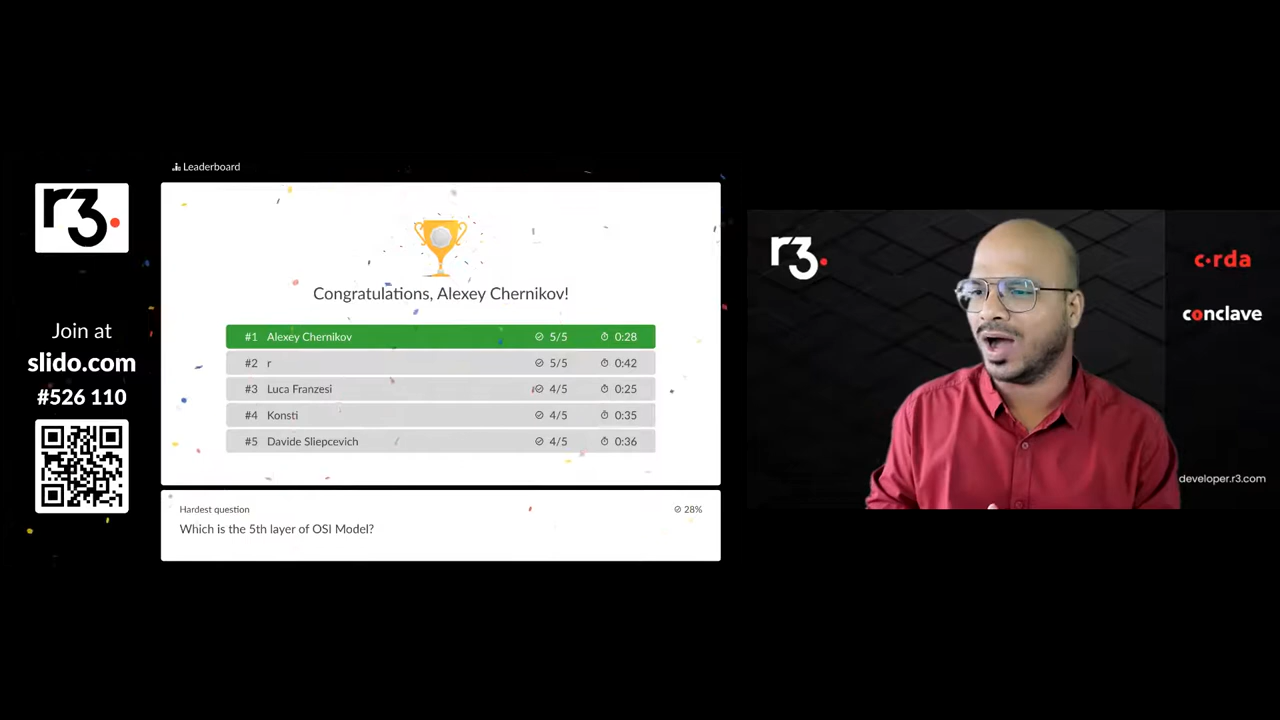 Leaderboard
r3.
Join at
slido.com
#526 110
Congratulations, Alexey Chernikov!
#1 Alexey Chernikov 5/5 0:28
#2 r 5/5 0:42
#3 Luca Franzesi 4/5 0:25
#4 Konsti 4/5 0:35
#5 Davide Sliepcevich 4/5 0:36
Hardest question 28%
Which is the 5th layer of OSI Model?
r3.
c·rda
conclave
developer.r3.com